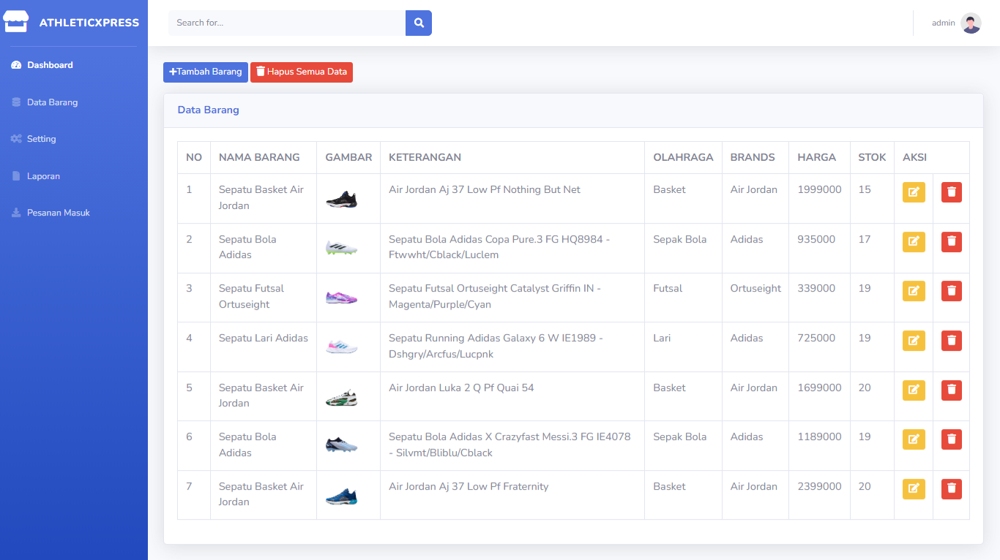 ATHLETICXPRESS
Search for...
admin
Dashboard
Data Barang
Setting
Laporan
Pesanan Masuk
Tambah Barang
Hapus Semua Data
Data Barang
NO NAMA BARANG GAMBAR KETERANGAN OLAHRAGA BRANDS HARGA STOK AKSI
1 Sepatu Basket Air Air Jordan Aj 37 Low Pf Nothing But Net Basket Air Jordan 1999000 15
Jordan
2 Sepatu Bola Sepatu Bola Adidas Copa Pure.3 FG HQ8984 - Sepak Bola Adidas 935000 17
Adidas Ftwwht/Cblack/Luclem
3 Sepatu Futsal Sepatu Futsal Ortuseight Catalyst Griffin IN - Futsal Ortuseight 339000 19
Ortuseight Magenta/Purple/Cyan
4 Sepatu Lari Adidas Sepatu Running Adidas Galaxy 6 W IE1989 - Lari Adidas 725000 19
Dshgry/Arcfus/Lucpnk
5 Sepatu Basket Air Air Jordan Luka 2 Q Pf Quai 54 Basket Air Jordan 1699000 20
Jordan
6 Sepatu Bola Sepatu Bola Adidas X Crazyfast Messi.3 FG IE4078 Sepak Bola Adidas 1189000 19
Adidas - Silvmt/Bliblu/Cblack
7 Sepatu Basket Air Air Jordan Aj 37 Low Pf Fraternity Basket Air Jordan 2399000 20
Jordan